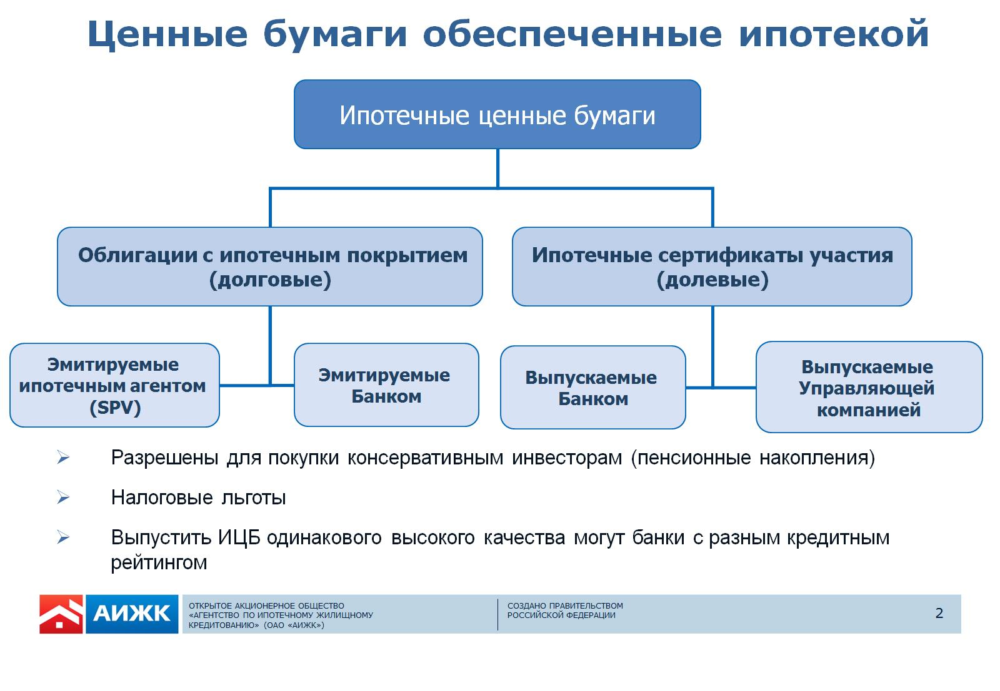 Ценные бумаги обеспеченные ипотекой
Ипотечные ценные бумаги
Облигации с ипотечным покрытием
(долговые)
Ипотечные сертификаты участия
(долевые)
Эмитируемые
ипотечным агентом
(SPV)
Эмитируемые
Банком
Выпускаемые
Банком
Выпускаемые
Управляющей
компанией
Разрешены для покупки консервативным инвесторам (пенсионные накопления)
Налоговые льготы
Выпустить ИЦБ одинакового высокого качества могут банки с разным кредитным
рейтингом
АИЖК
ОТКРЫТОЕ АКЦИОНЕРНОЕ ОБЩЕСТВО
«АГЕНТСТВО ПО ИПОТЕЧНОМУ ЖИЛИЩНОМУ
КРЕДИТОВАНИЮ» (ОАО «АИЖК»)
СОЗДАНО ПРАВИТЕЛЬСТВОМ
РОССИЙСКОЙ ФЕДЕРАЦИИ
2